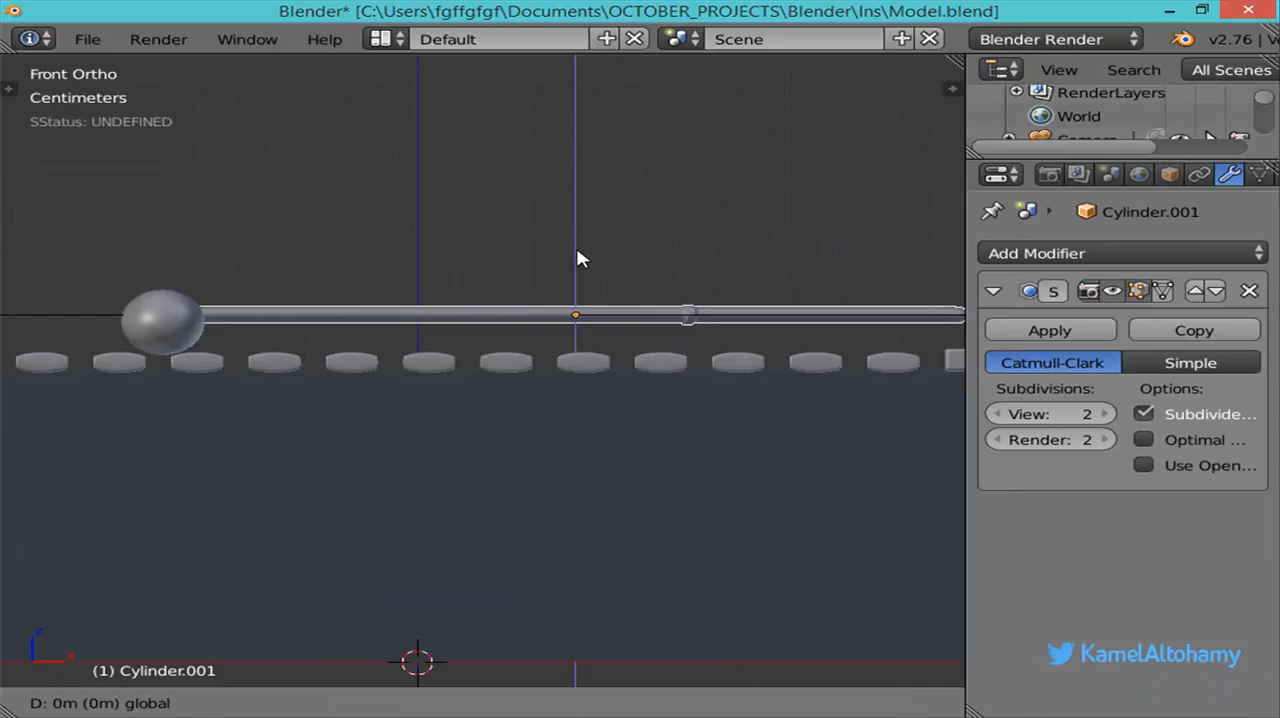 Blender* [C:\Users\fgffgfgf\Documents\OCTOBER_PROJECTS\Blender\Ins\Model.blend]
File Render Window Help Default Scene Blender Render v2.76
Front Ortho
Centimeters
SStatus: UNDEFINED
View Search All Scenes
RenderLayers
World
Cylinder.001
Add Modifier
S
Apply Copy
Catmull-Clark Simple
Subdivisions: Options:
View: 2 Subdivide...
Render: 2 Optimal ...
Use Open...
z
x
(1) Cylinder.001
KamelAltohamy
D: 0m (0m) global